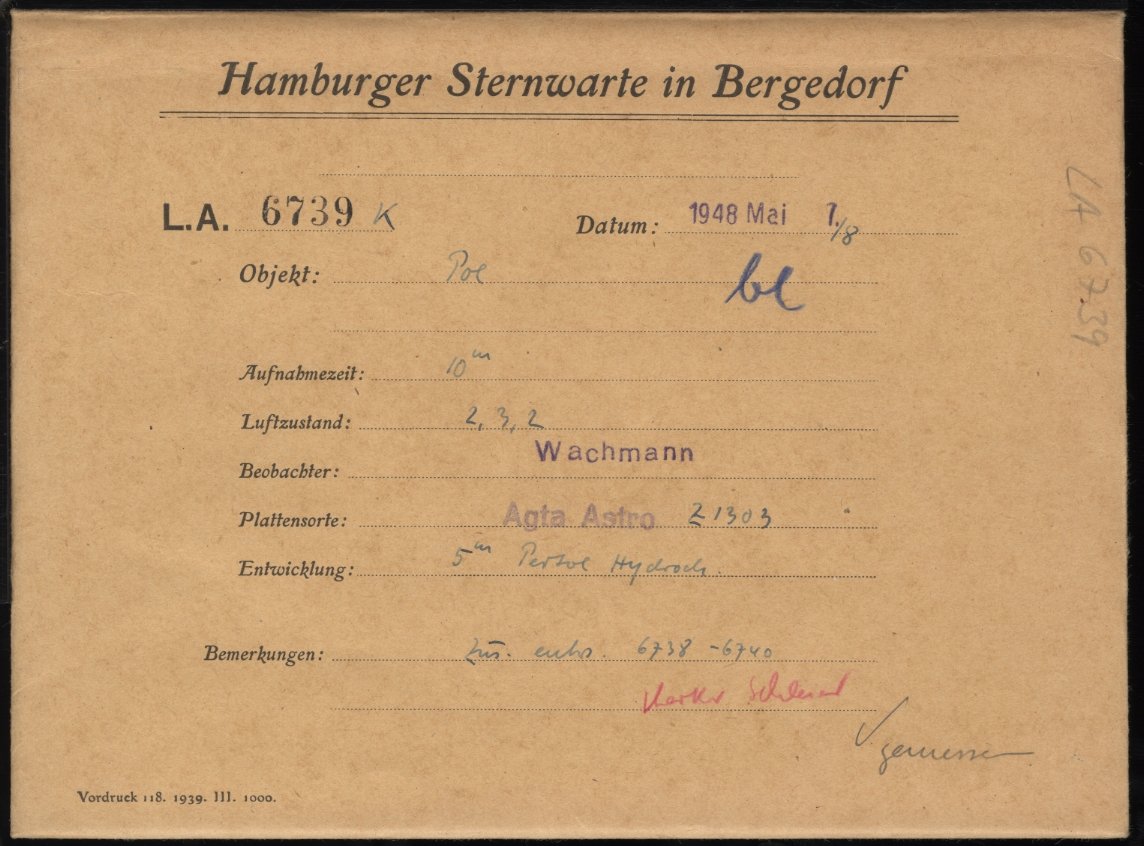 Hamburger Sternwarte in Bergedorf
L.A. 6739 K
Datum: 1948 Mai 7./8
Objekt: Pol
bl
Aufnahmezeit: 10m
Luftzustand: 2, 3, 2
Beobachter: Wachmann
Plattensorte: Agfa Astro Z1303
Entwicklung: 5m Hydroch.
Bemerkungen: zus. entw. 6738-6740
starker Schleier
gemessen
Vordruck 118. 1939. III. 1000.
LA 6739